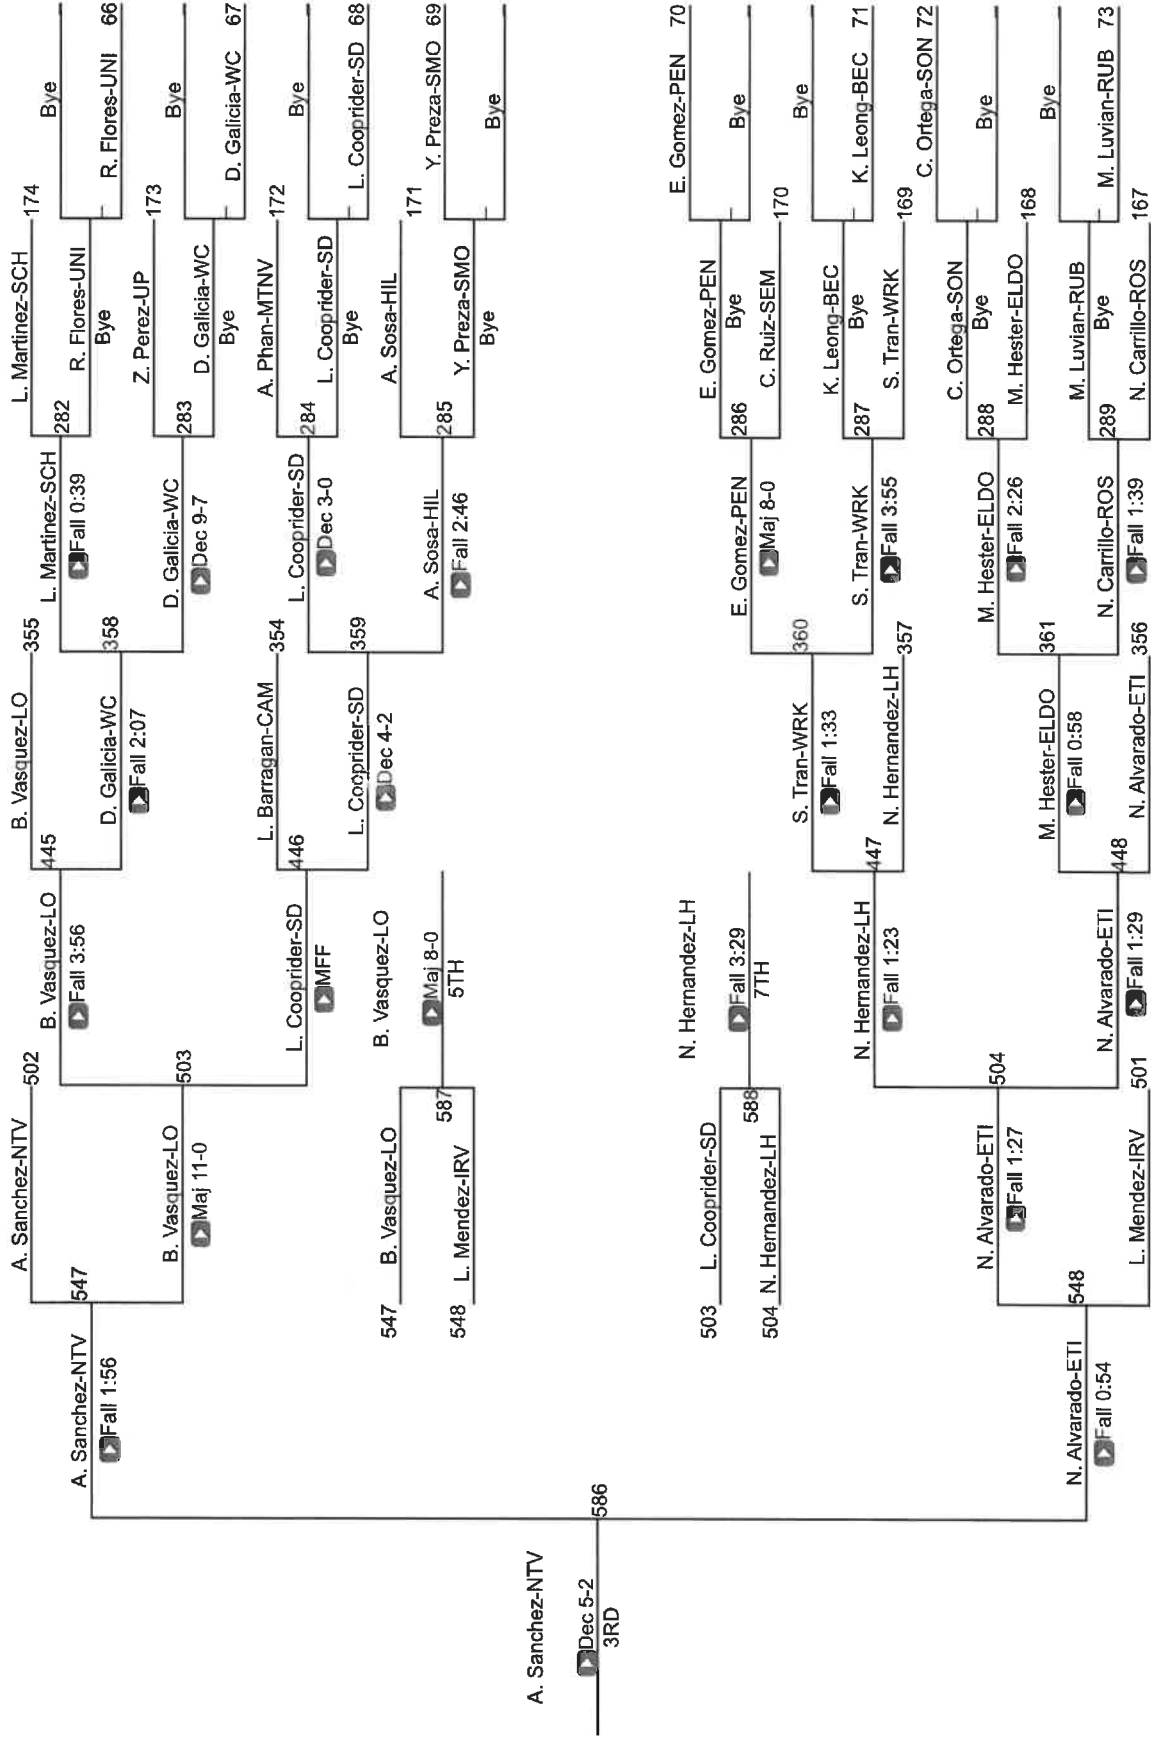 Bye
R. Flores-UNI 66
Bye
D. Galicia-WC 67
Bye
L. Cooprider-SD 68
Y. Preza-SMO 69
Bye
E. Gomez-PEN 70
Bye
Bye
K. Leong-BEC 71
C. Ortega-SON 72
Bye
Bye
M. Luvian-RUB 73
L. Martinez-SCH 174
R. Flores-UNI
Bye
Z. Perez-UP 173
D. Galicia-WC
Bye
A. Phan-MTNV 172
L. Cooprider-SD
Bye
A. Sosa-HIL 171
Y. Preza-SMO
Bye
E. Gomez-PEN
Bye
C. Ruiz-SEM 170
K. Leong-BEC
Bye
S. Tran-WRK 169
C. Ortega-SON
Bye
M. Hester-ELDO 168
M. Luvian-RUB
Bye
N. Carrillo-ROS 167
L. Martinez-SCH 282
Fall 0:39
D. Galicia-WC 283
Dec 9-7
L. Cooprider-SD 284
Dec 3-0
A. Sosa-HIL 285
Fall 2:46
E. Gomez-PEN 286
Maj 8-0
S. Tran-WRK 287
Fall 3:55
M. Hester-ELDO 288
Fall 2:26
N. Carrillo-ROS 289
Fall 1:39
B. Vasquez-LO 355
D. Galicia-WC 358
Fall 2:07
L. Barragan-CAM 354
L. Cooprider-SD 359
Dec 4-2
S. Tran-WRK 360
Fall 1:33
N. Hernandez-LH 357
M. Hester-ELDO 361
Fall 0:58
N. Alvarado-ETI 356
B. Vasquez-LO 445
Fall 3:56
L. Cooprider-SD 446
MFF
B. Vasquez-LO
Maj 8-0
5TH
N. Hernandez-LH
Fall 3:29
7TH
N. Hernandez-LH 447
Fall 1:23
N. Alvarado-ETI 448
Fall 1:29
A. Sanchez-NTV 502
B. Vasquez-LO 503
Maj 11-0
547 B. Vasquez-LO
587
548 L. Mendez-IRV
503 L. Cooprider-SD
588
504 N. Hernandez-LH
N. Alvarado-ETI 504
Fall 1:27
L. Mendez-IRV 501
A. Sanchez-NTV 547
Fall 1:56
N. Alvarado-ETI 548
Fall 0:54
A. Sanchez-NTV 586
Dec 5-2
3RD